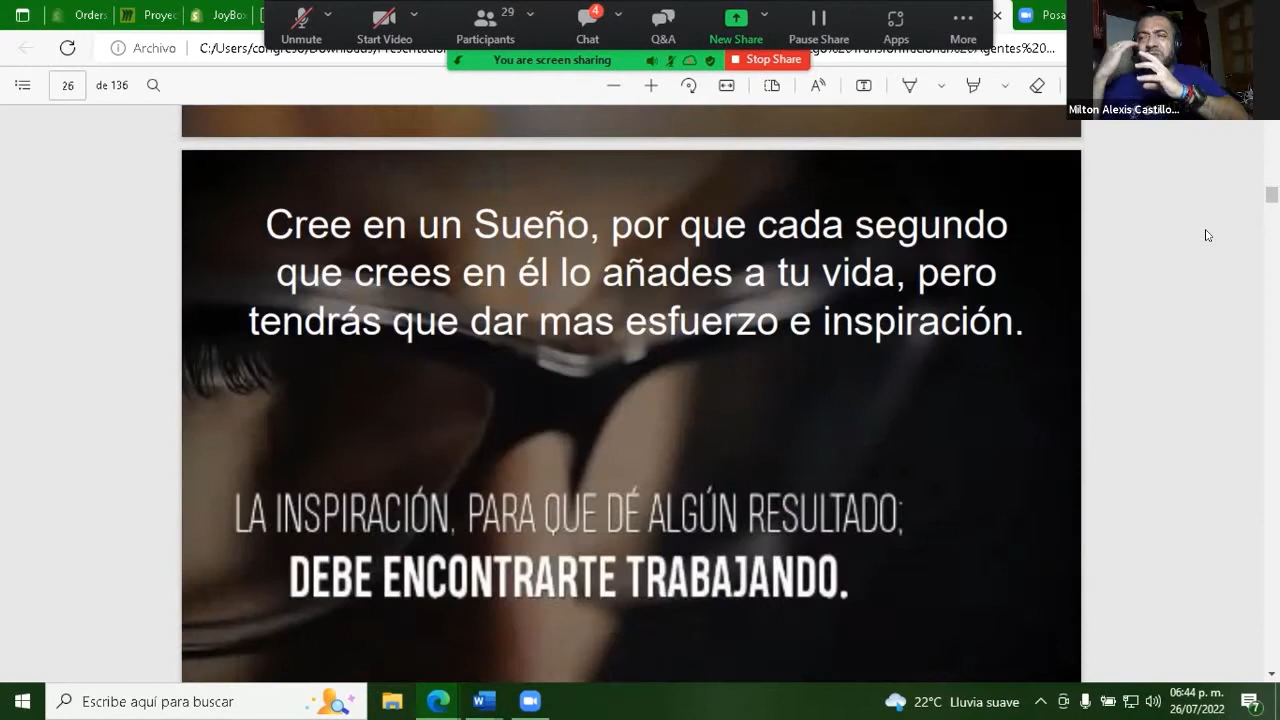 Orders
Proye
JoyBox
Posa
Unmute
Start Video
Participants
29
Chat
4
Q&A
New Share
Pause Share
Apps
More
You are screen sharing
Stop Share
Archivo
26
de 136
Milton Alexis Castillo...
Cree en un Sueño, por que cada segundo
que crees en él lo añades a tu vida, pero
tendrás que dar mas esfuerzo e inspiración.
LA INSPIRACIÓN, PARA QUE DÉ ALGÚN RESULTADO;
DEBE ENCONTRARTE TRABAJANDO.
Escribe aquí para buscar
22°C Lluvia suave
06:44 p. m.
26/07/2022
7